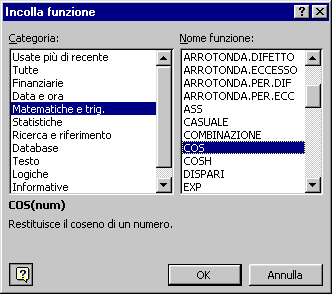 Incolla funzione
Categoria:
Usate più di recente
Tutte
Finanziarie
Data e ora
Matematiche e trig.
Statistiche
Ricerca e riferimento
Database
Testo
Logiche
Informative
Nome funzione:
ARROTONDA.DIFETTO
ARROTONDA.ECCESSO
ARROTONDA.PER.DIF
ARROTONDA.PER.ECC
ASS
CASUALE
COMBINAZIONE
COS
COSH
DISPARI
EXP
COS(num)
Restituisce il coseno di un numero.
?
OK
Annulla